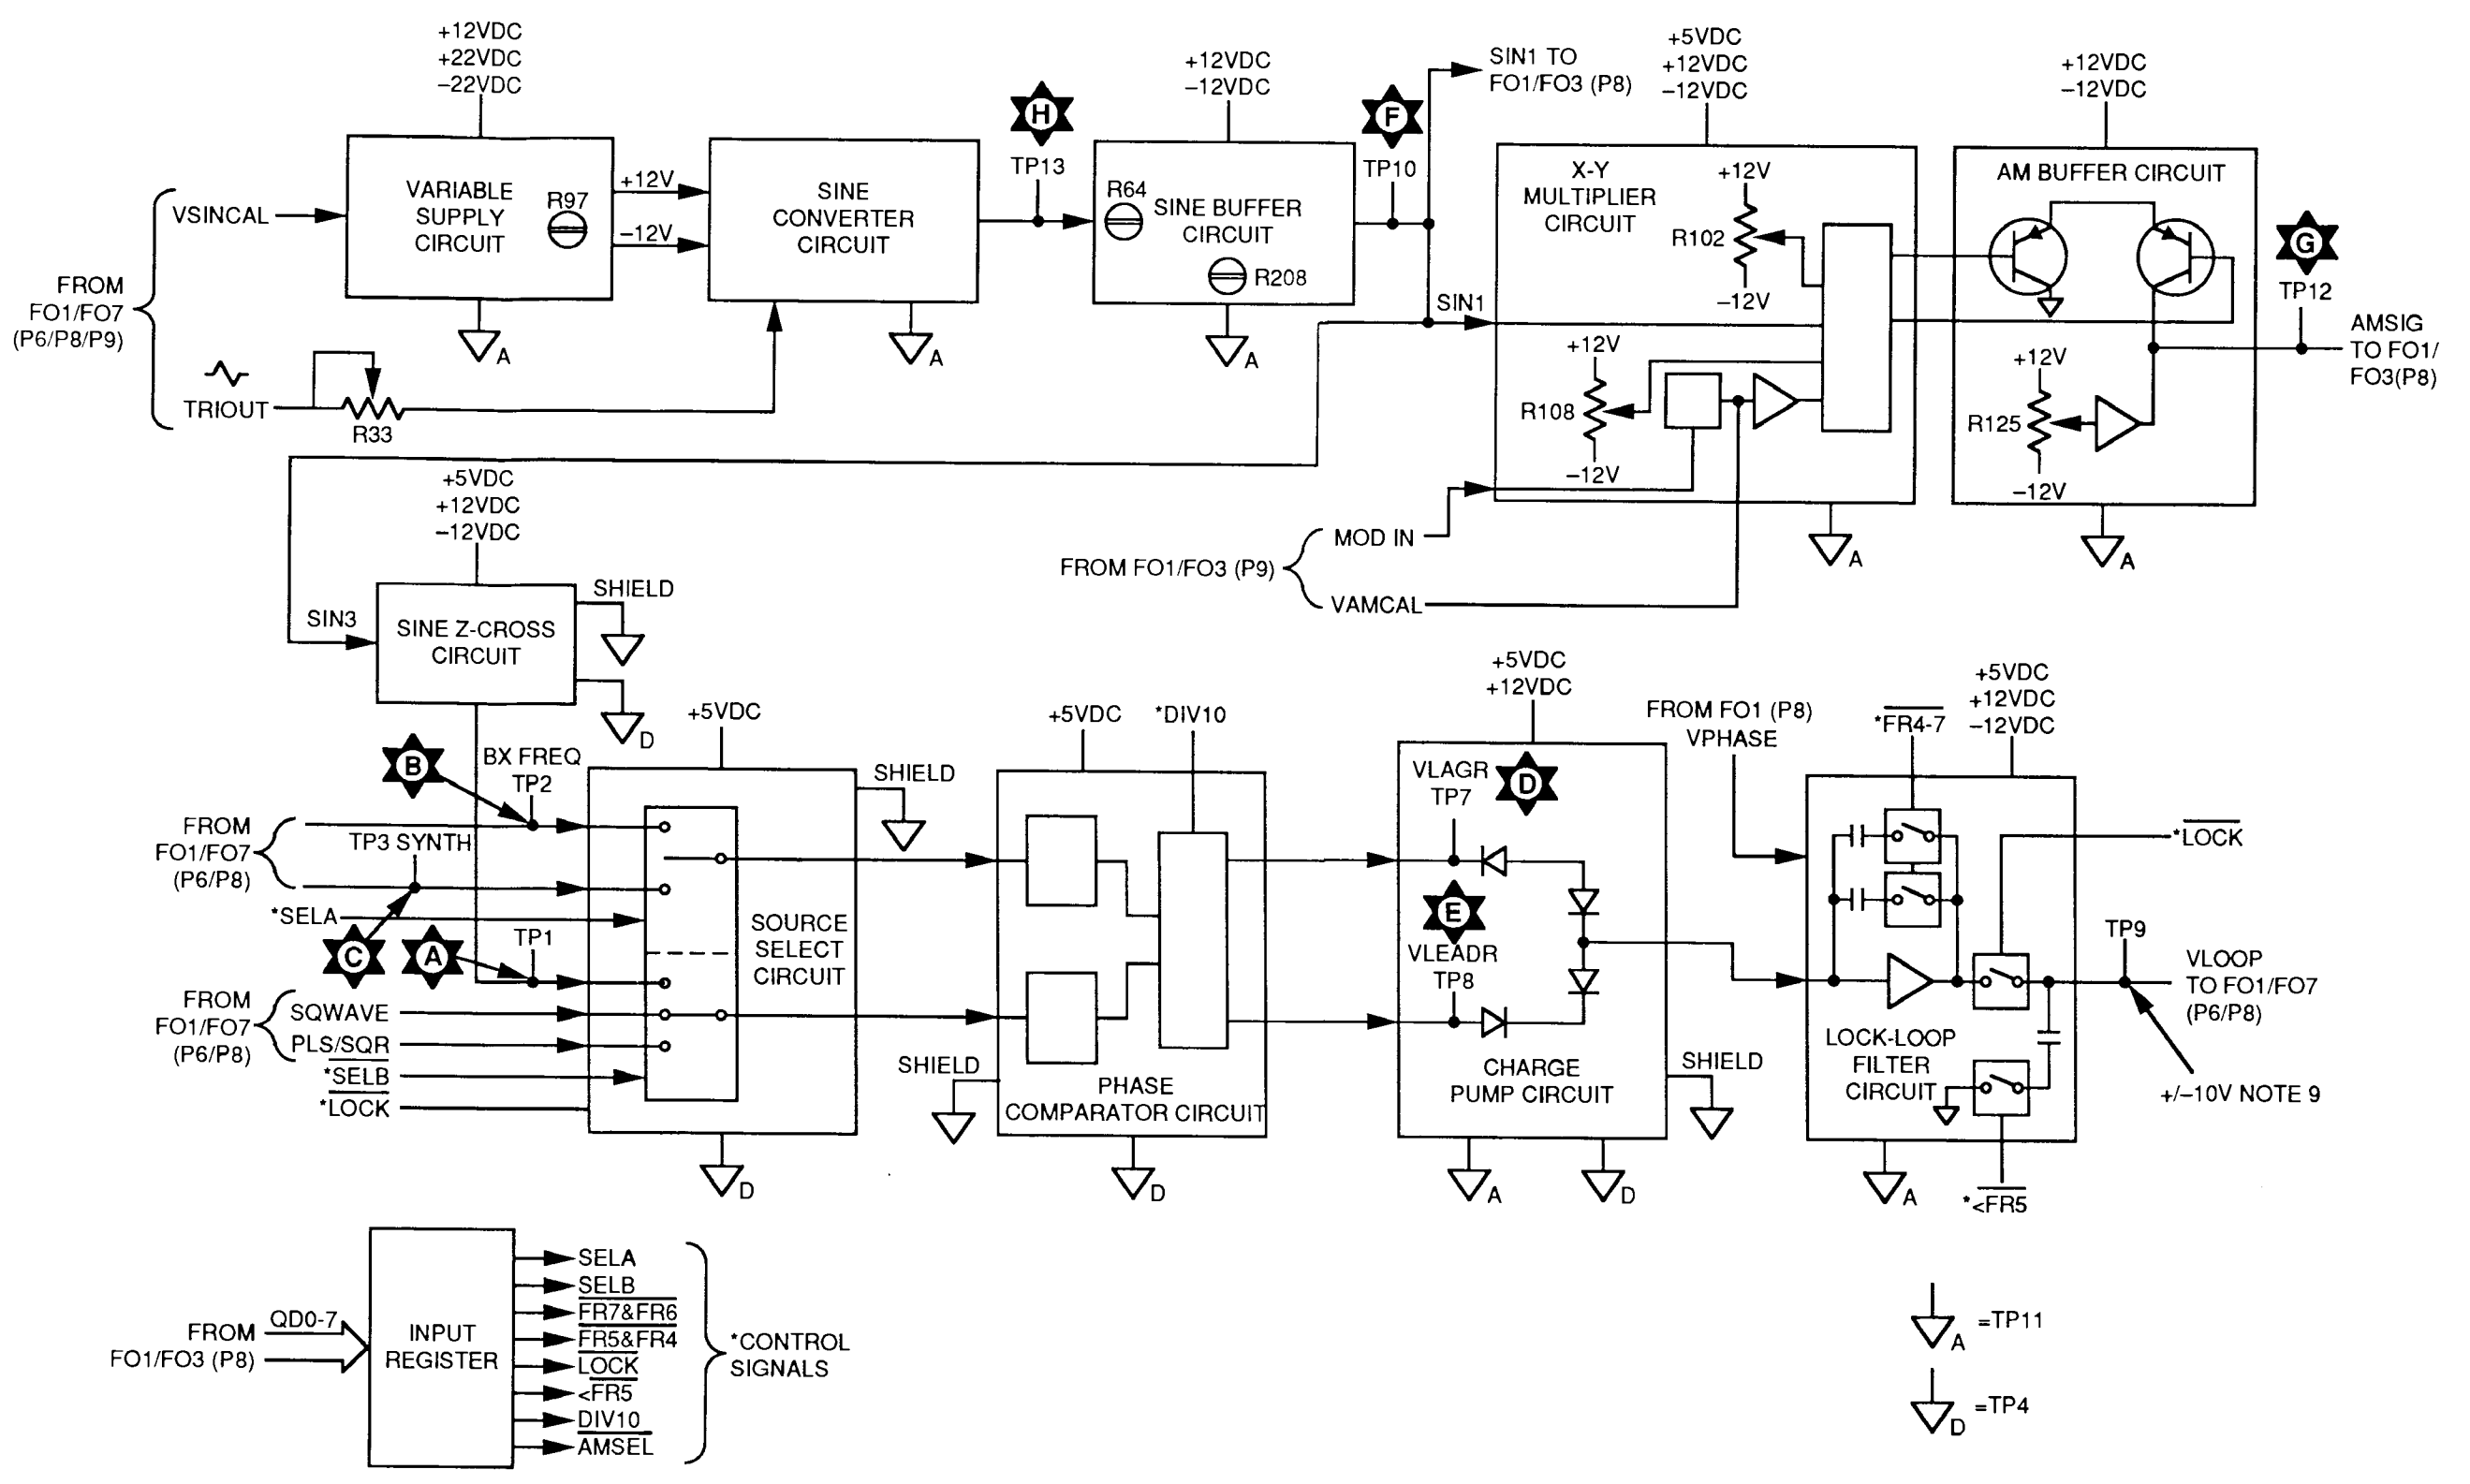 +12VDC
+22VDC
–22VDC
VARIABLE
SUPPLY
CIRCUIT
R97
+12V
–12V
VSINCAL
FROM
FO1/FO7
(P6/P8/P9)
TRIOUT
R33
A
SINE
CONVERTER
CIRCUIT
A
H
TP13
+12VDC
–12VDC
R64
SINE BUFFER
CIRCUIT
R208
A
F
TP10
SIN1 TO
FO1/FO3 (P8)
SIN1
+5VDC
+12VDC
–12VDC
X-Y
MULTIPLIER
CIRCUIT
+12V
R102
–12V
+12V
R108
–12V
A
MOD IN
FROM FO1/FO3 (P9)
VAMCAL
+12VDC
–12VDC
AM BUFFER CIRCUIT
+12V
R125
–12V
A
G
TP12
AMSIG
TO FO1/
FO3(P8)
+5VDC
+12VDC
–12VDC
SIN3
SINE Z-CROSS
CIRCUIT
SHIELD
D
B
BX FREQ
TP2
FROM
FO1/FO7
(P6/P8)
TP3 SYNTH
*SELA
C
A
TP1
FROM
FO1/FO7
(P6/P8)
SQWAVE
PLS/SQR
*SELB
*LOCK
+5VDC
SOURCE
SELECT
CIRCUIT
SHIELD
D
+5VDC
*DIV10
SHIELD
PHASE
COMPARATOR CIRCUIT
D
+5VDC
+12VDC
VLAGR
TP7
D
E
VLEADR
TP8
CHARGE
PUMP CIRCUIT
SHIELD
A
D
FROM FO1 (P8)
VPHASE
*FR4-7
+5VDC
+12VDC
–12VDC
*LOCK
LOCK-LOOP
FILTER
CIRCUIT
A
*<FR5
TP9
VLOOP
TO FO1/FO7
(P6/P8)
+/–10V NOTE 9
FROM
FO1/FO3 (P8)
QD0-7
INPUT
REGISTER
SELA
SELB
FR7&FR6
FR5&FR4
LOCK
<FR5
DIV10
AMSEL
*CONTROL
SIGNALS
A
=TP11
D
=TP4